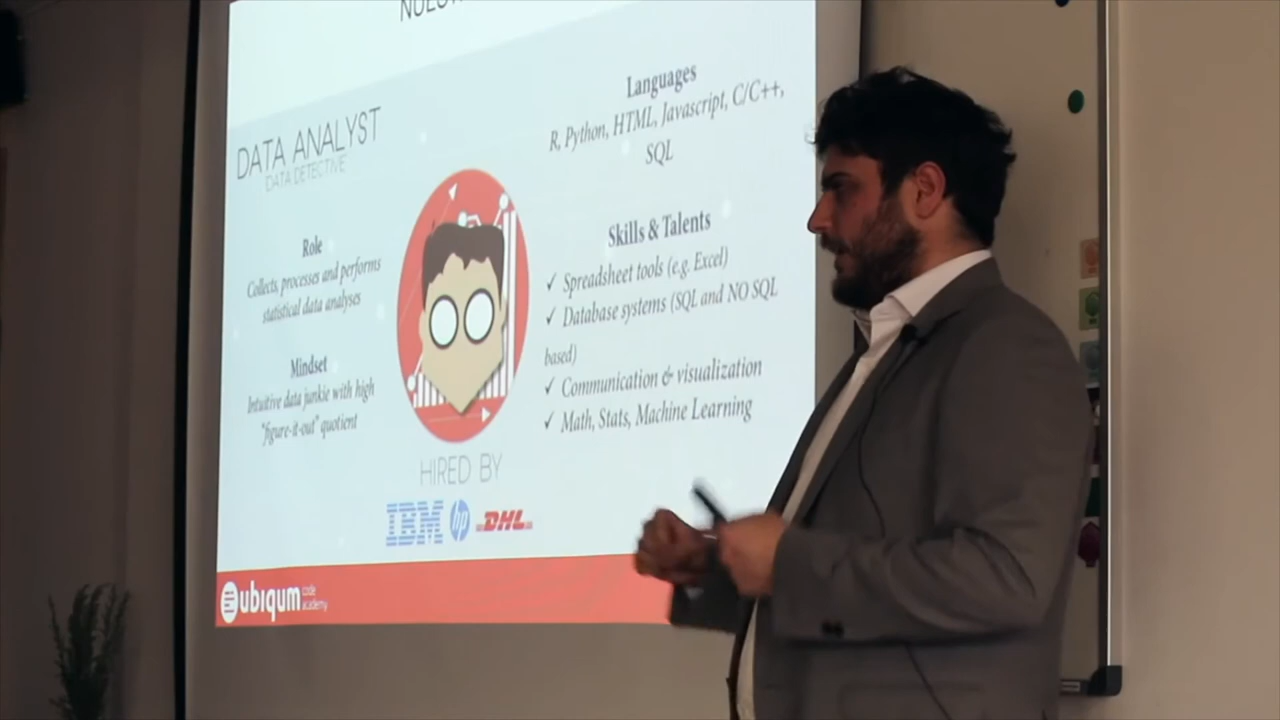 DATA ANALYST
DATA DETECTIVE
Role
Collects, processes and performs
statistical data analyses
Mindset
Intuitive data junkie with high
"figure-it-out" quotient
Languages
R, Python, HTML, Javascript, C/C++,
SQL
Skills & Talents
✓ Spreadsheet tools (e.g. Excel)
✓ Database systems (SQL and NO SQL
based)
✓ Communication & visualization
✓ Math, Stats, Machine Learning
HIRED BY
IBM hp DHL
ubiqum code
academy